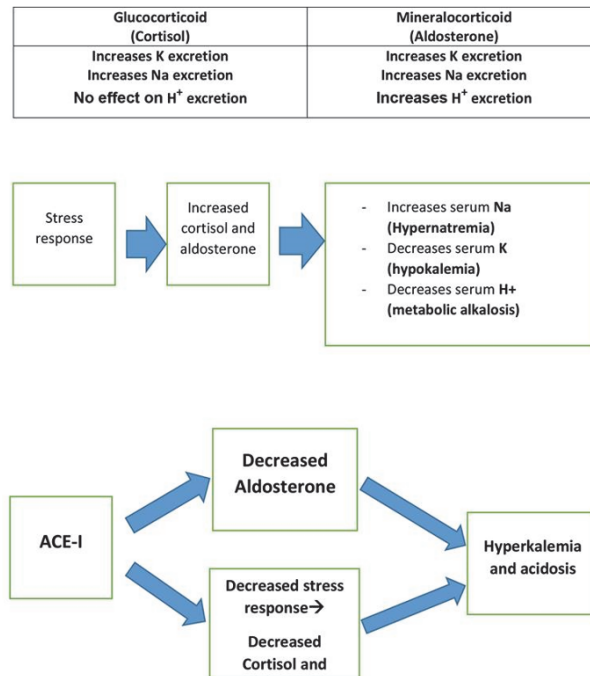 Glucocorticoid
(Cortisol)
Mineralocorticoid
(Aldosterone)
Increases K excretion
Increases Na excretion
No effect on H+ excretion
Increases K excretion
Increases Na excretion
Increases H+ excretion
Stress
response
Increased
cortisol and
aldosterone
- Increases serum Na
(Hypernatremia)
- Decreases serum K
(hypokalemia)
- Decreases serum H+
(metabolic alkalosis)
ACE-I
Decreased
Aldosterone
Decreased stress
response→
Decreased
Cortisol and
Hyperkalemia
and acidosis